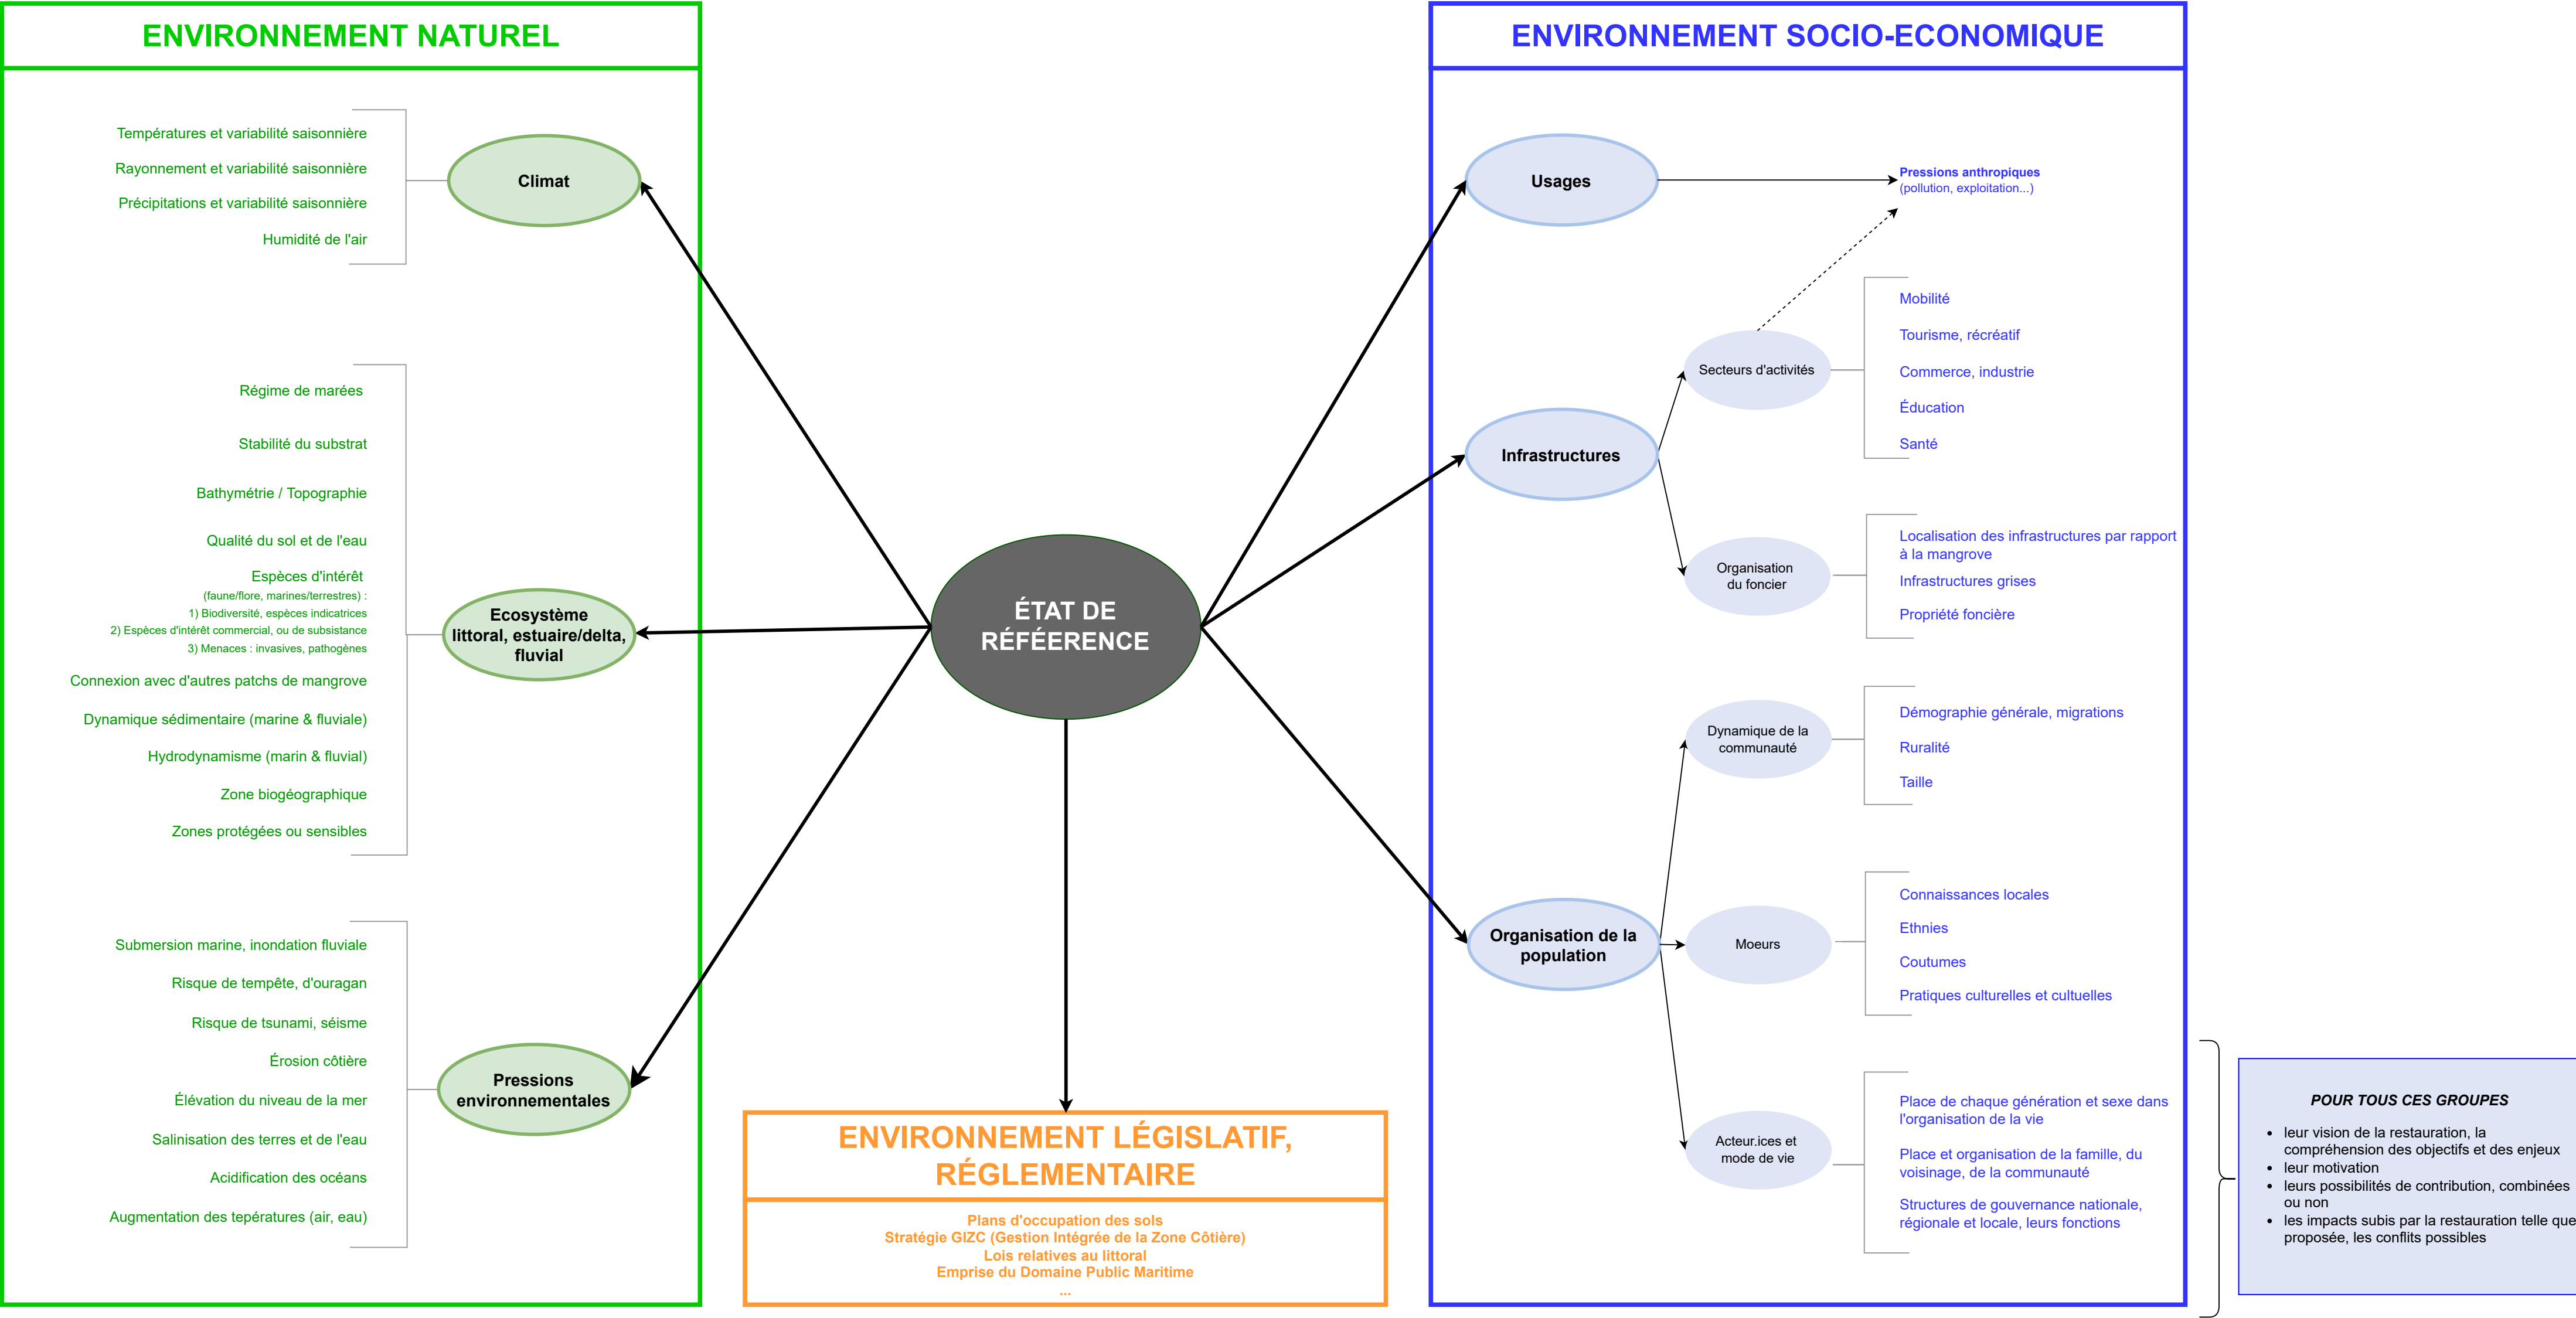 ENVIRONNEMENT NATUREL
Climat
Températures et variabilité saisonnière
Rayonnement et variabilité saisonnière
Précipitations et variabilité saisonnière
Humidité de l'air
Ecosystème
littoral, estuaire/delta,
fluvial
Régime de marées
Stabilité du substrat
Bathymétrie / Topographie
Qualité du sol et de l'eau
Espèces d'intérêt
(faune/flore, marines/terrestres) :
1) Biodiversité, espèces indicatrices
2) Espèces d'intérêt commercial, ou de subsistance
3) Menaces : invasives, pathogènes
Connexion avec d'autres patchs de mangrove
Dynamique sédimentaire (marine & fluviale)
Hydrodynamisme (marin & fluvial)
Zone biogéographique
Zones protégées ou sensibles
Pressions
environnementales
Submersion marine, inondation fluviale
Risque de tempête, d'ouragan
Risque de tsunami, séisme
Érosion côtière
Élévation du niveau de la mer
Salinisation des terres et de l'eau
Acidification des océans
Augmentation des tepératures (air, eau)
ÉTAT DE
RÉFÉERENCE
ENVIRONNEMENT LÉGISLATIF,
RÉGLEMENTAIRE
Plans d'occupation des sols
Stratégie GIZC (Gestion Intégrée de la Zone Côtière)
Lois relatives au littoral
Emprise du Domaine Public Maritime
...
ENVIRONNEMENT SOCIO-ECONOMIQUE
Usages
Pressions anthropiques
(pollution, exploitation...)
Infrastructures
Secteurs d'activités
Mobilité
Tourisme, récréatif
Commerce, industrie
Éducation
Santé
Organisation
du foncier
Localisation des infrastructures par rapport
à la mangrove
Infrastructures grises
Propriété foncière
Organisation de la
population
Dynamique de la
communauté
Démographie générale, migrations
Ruralité
Taille
Moeurs
Connaissances locales
Ethnies
Coutumes
Pratiques culturelles et cultuelles
Acteur.ices et
mode de vie
Place de chaque génération et sexe dans
l'organisation de la vie
Place et organisation de la famille, du
voisinage, de la communauté
Structures de gouvernance nationale,
régionale et locale, leurs fonctions
POUR TOUS CES GROUPES
• leur vision de la restauration, la
compréhension des objectifs et des enjeux
• leur motivation
• leurs possibilités de contribution, combinées
ou non
• les impacts subis par la restauration telle que
proposée, les conflits possibles